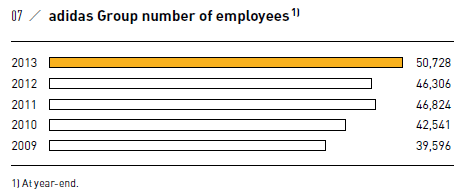 07 / adidas Group number of employees 1)
2013 50,728
2012 46,306
2011 46,824
2010 42,541
2009 39,596
1) At year-end.